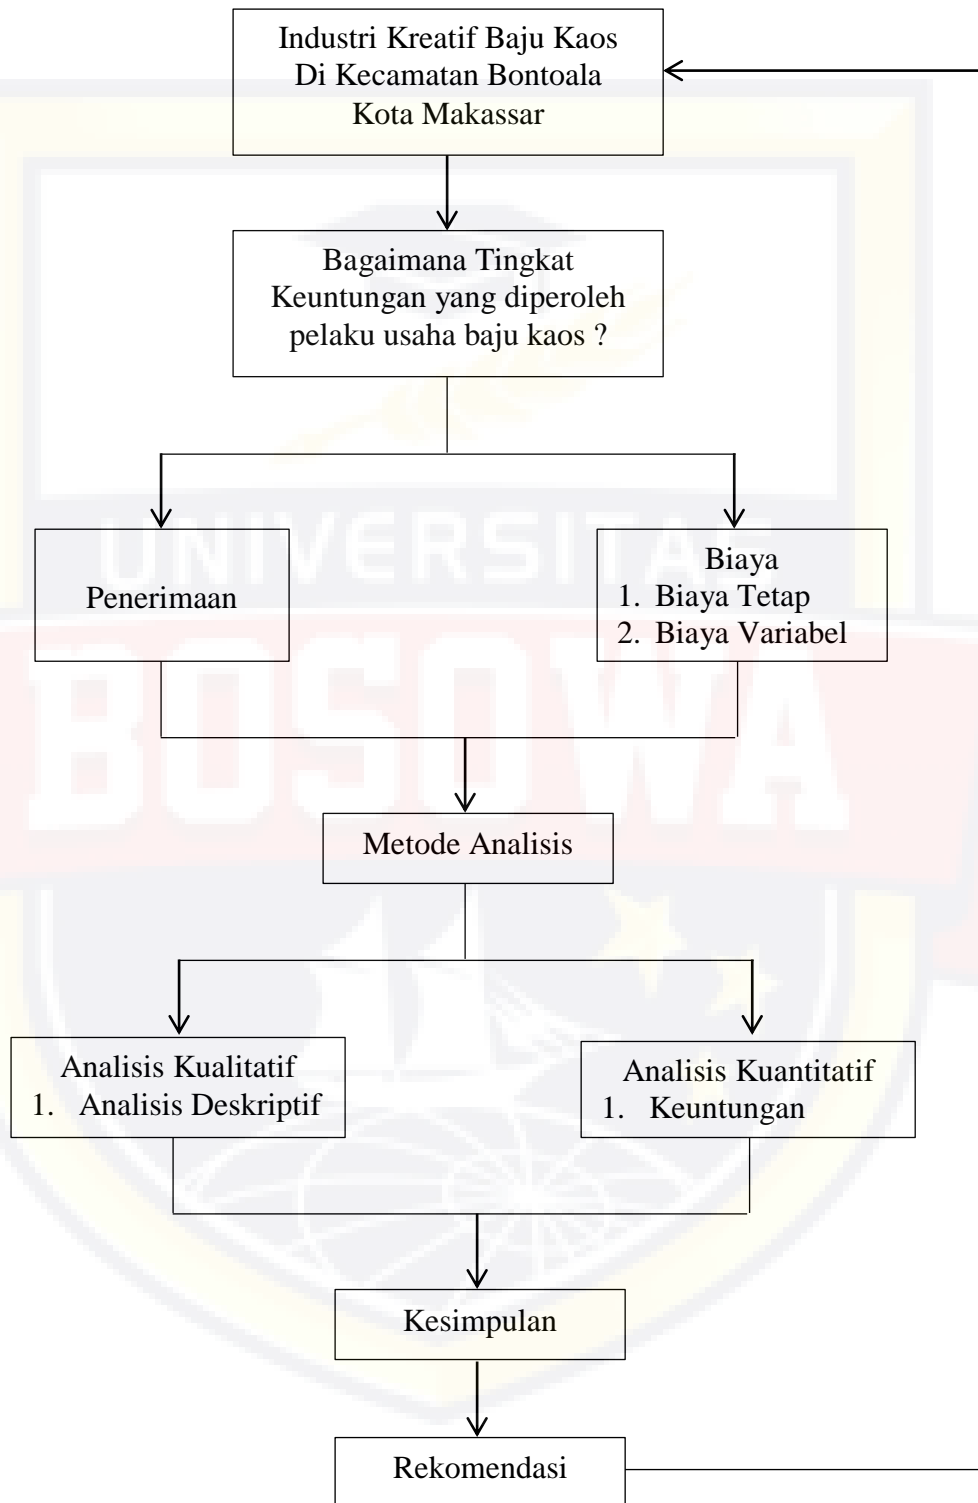 Industri Kreatif Baju Kaos
Di Kecamatan Bontoala
Kota Makassar
Bagaimana Tingkat
Keuntungan yang diperoleh
pelaku usaha baju kaos ?
UNIVERSITAS
Penerimaan
Biaya
1. Biaya Tetap
2. Biaya Variabel
BOSOWA
Metode Analisis
Analisis Kualitatif
1. Analisis Deskriptif
Analisis Kuantitatif
1. Keuntungan
Kesimpulan
Rekomendasi